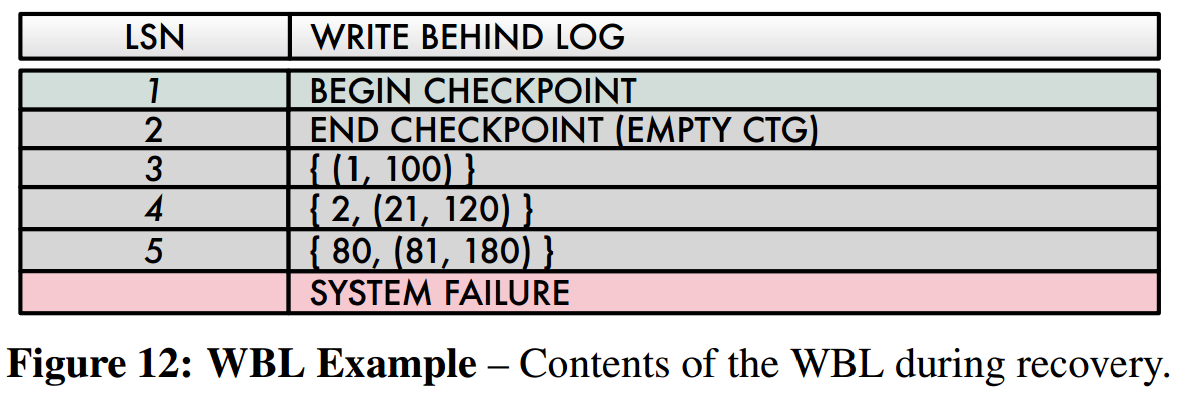 LSN WRITE BEHIND LOG
1 BEGIN CHECKPOINT
2 END CHECKPOINT (EMPTY CTG)
3 { (1, 100) }
4 { 2, (21, 120) }
5 { 80, (81, 180) }
SYSTEM FAILURE
Figure 12: WBL Example – Contents of the WBL during recovery.